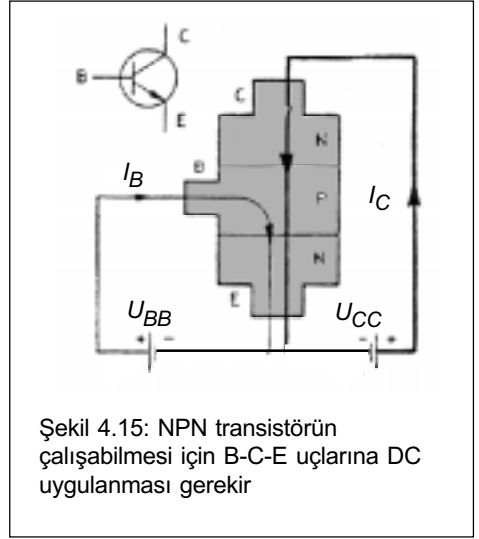 C
B
E
C
N
B
I_B
P
I_C
N
E
U_BB
U_CC
+ -
- +
Şekil 4.15: NPN transistörün
çalışabilmesi için B-C-E uçlarına DC
uygulanması gerekir